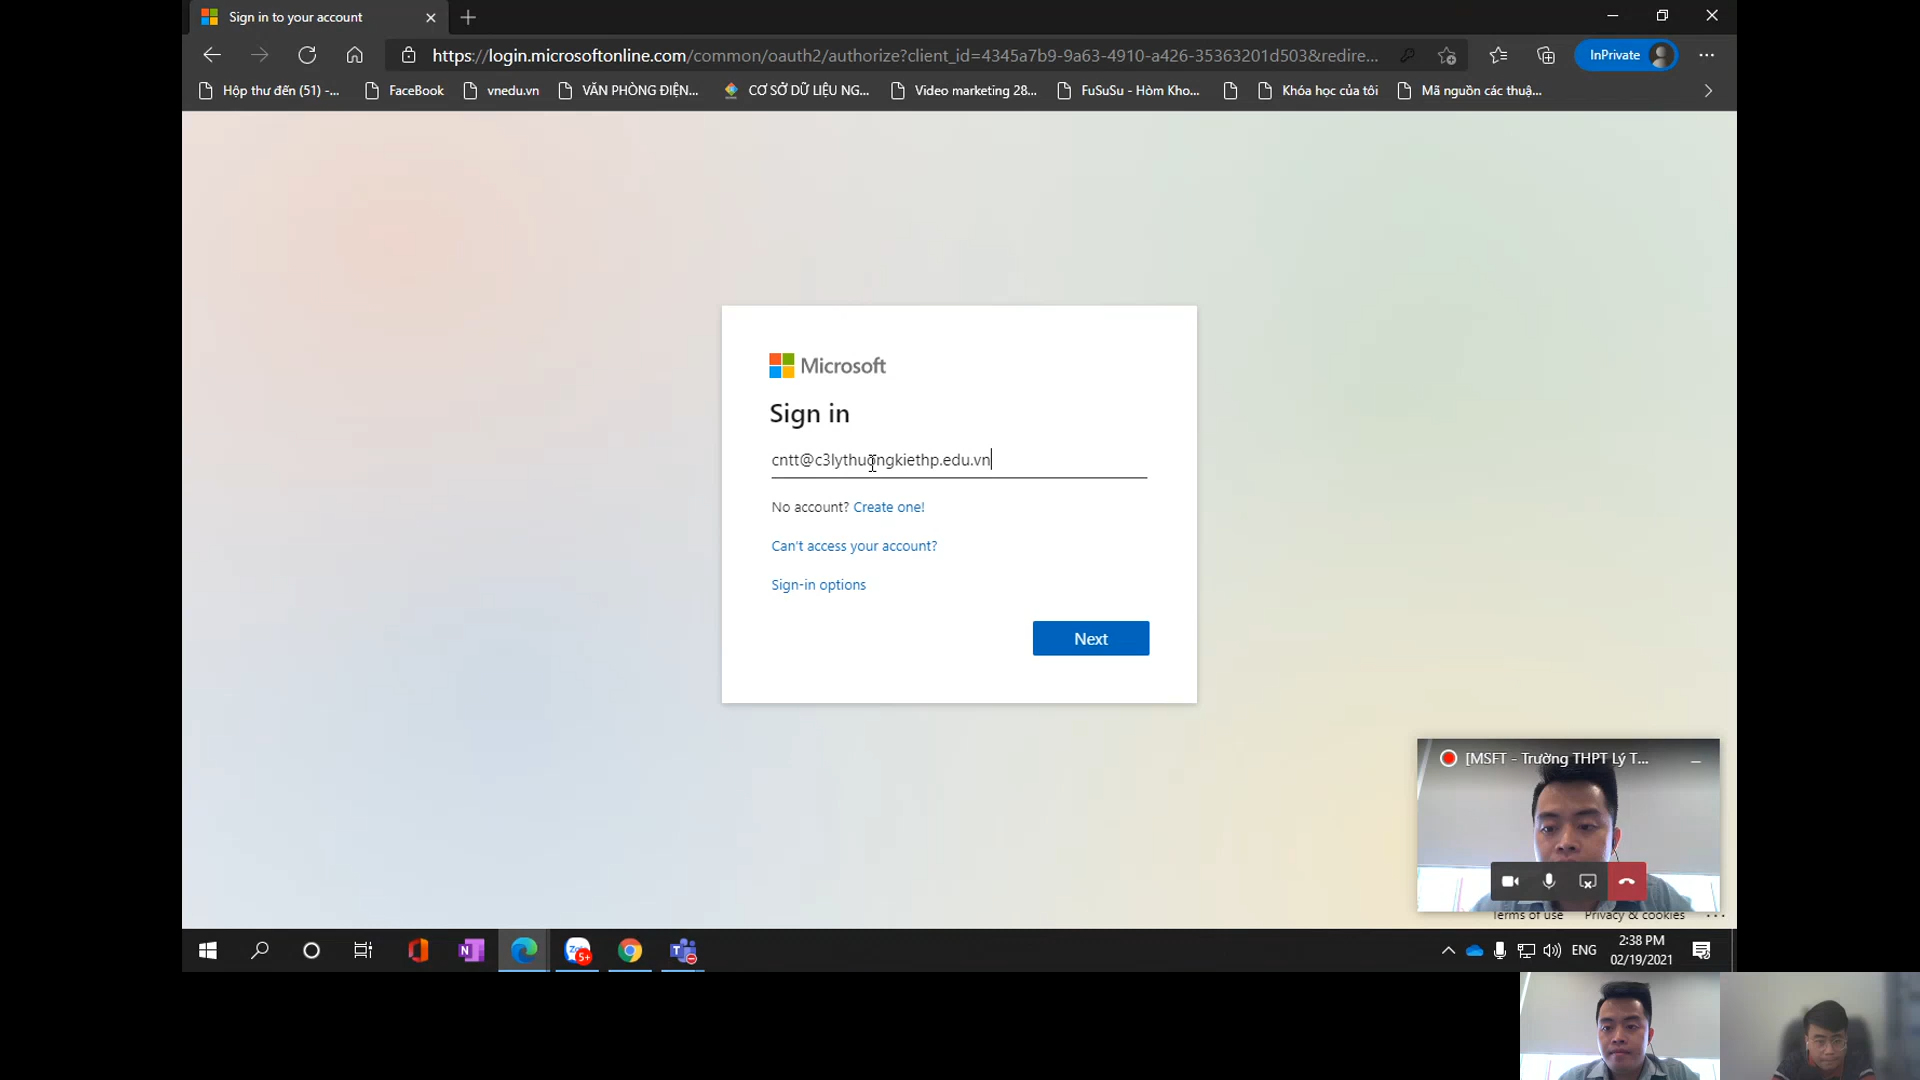 Sign in to your account
https://login.microsoftonline.com/common/oauth2/authorize?client_id=4345a7b9-9a63-4910-a426-35363201d503&redire...
InPrivate
Hộp thư đến (51) -...
FaceBook
vnedu.vn
VĂN PHÒNG ĐIỆN...
CƠ SỞ DỮ LIỆU NG...
Video marketing 28...
FuSuSu - Hòm Kho...
Khóa học của tôi
Mã nguồn các thuậ...
Microsoft
Sign in
cntt@c3lythuongkiethp.edu.vn
No account? Create one!
Can't access your account?
Sign-in options
Next
[MSFT - Trường THPT Lý T...
Terms of use
Privacy & cookies
Zalo
5+
ENG
2:38 PM
02/19/2021